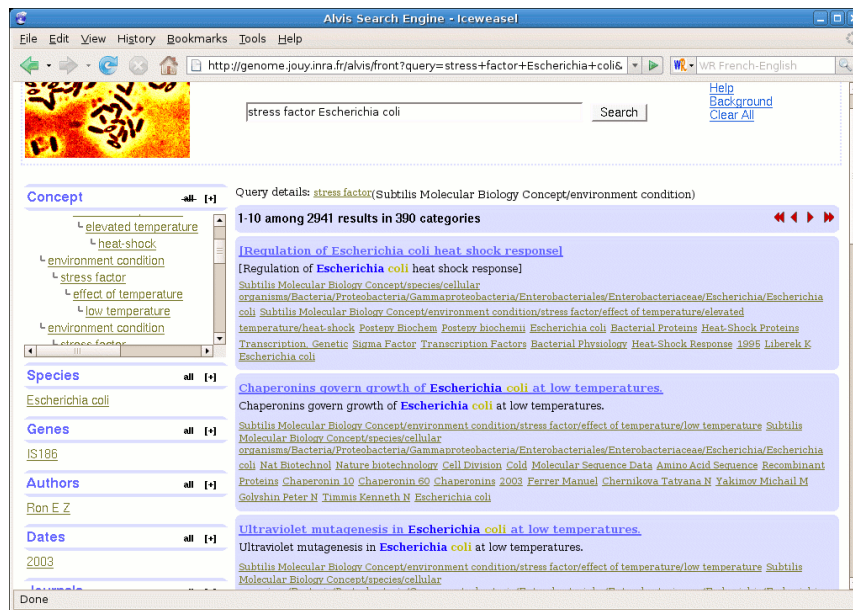 Alvis Search Engine - Iceweasel
File Edit View History Bookmarks Tools Help
http://genome.jouy.inra.fr/alvis/front?query=stress+factor+Escherichia+coli&
WR French-English
stress factor Escherichia coli
Search
Help
Background
Clear All
Concept all [+]
elevated temperature
heat-shock
environment condition
stress factor
effect of temperature
low temperature
environment condition
stress factor
Species all [+]
Escherichia coli
Genes all [+]
IS186
Authors all [+]
Ron E Z
Dates all [+]
2003
Query details: stress factor(Subtilis Molecular Biology Concept/environment condition)
1-10 among 2941 results in 390 categories
[Regulation of Escherichia coli heat shock response]
[Regulation of Escherichia coli heat shock response]
Subtilis Molecular Biology Concept/species/cellular
organisms/Bacteria/Proteobacteria/Gammaproteobacteria/Enterobacteriales/Enterobacteriaceae/Escherichia/Escherichia
coli Subtilis Molecular Biology Concept/environment condition/stress factor/effect of temperature/elevated
temperature/heat-shock Postepy Biochem Postepy biochemii Escherichia coli Bacterial Proteins Heat-Shock Proteins
Transcription, Genetic Sigma Factor Transcription Factors Bacterial Physiology Heat-Shock Response 1995 Liberek K
Escherichia coli
Chaperonins govern growth of Escherichia coli at low temperatures.
Chaperonins govern growth of Escherichia coli at low temperatures.
Subtilis Molecular Biology Concept/environment condition/stress factor/effect of temperature/low temperature Subtilis
Molecular Biology Concept/species/cellular
organisms/Bacteria/Proteobacteria/Gammaproteobacteria/Enterobacteriales/Enterobacteriaceae/Escherichia/Escherichia
coli Nat Biotechnol Nature biotechnology Cell Division Cold Molecular Sequence Data Amino Acid Sequence Recombinant
Proteins Chaperonin 10 Chaperonin 60 Chaperonins 2003 Ferrer Manuel Chernikova Tatyana N Yakimov Michail M
Golyshin Peter N Timmis Kenneth N Escherichia coli
Ultraviolet mutagenesis in Escherichia coli at low temperatures.
Ultraviolet mutagenesis in Escherichia coli at low temperatures.
Subtilis Molecular Biology Concept/environment condition/stress factor/effect of temperature/low temperature Subtilis
Molecular Biology Concept/species/cellular
Done